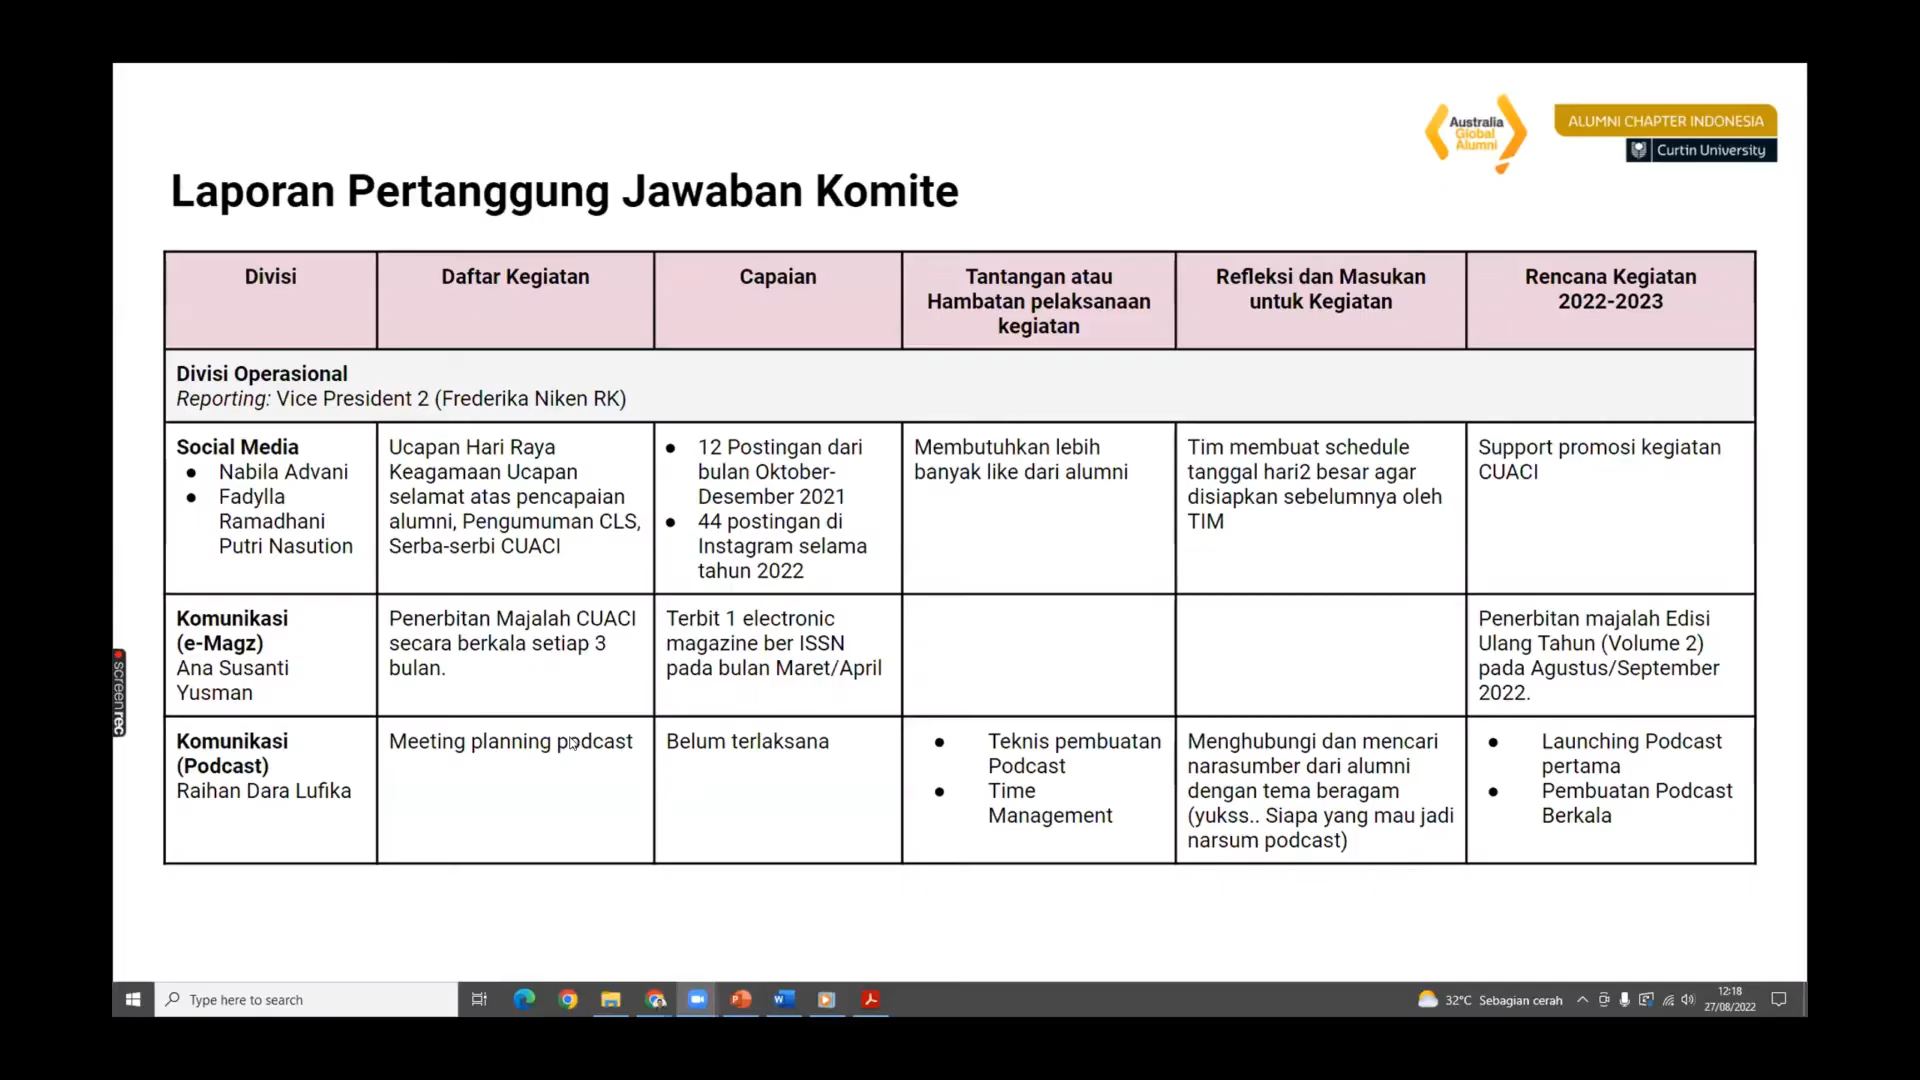 Australia
Global
Alumni
ALUMNI CHAPTER INDONESIA
Curtin University
Laporan Pertanggung Jawaban Komite
Divisi
Daftar Kegiatan
Capaian
Tantangan atau
Hambatan pelaksanaan
kegiatan
Refleksi dan Masukan
untuk Kegiatan
Rencana Kegiatan
2022-2023
Divisi Operasional
Reporting: Vice President 2 (Frederika Niken RK)
Social Media
● Nabila Advani
● Fadylla
Ramadhani
Putri Nasution
Ucapan Hari Raya
Keagamaan Ucapan
selamat atas pencapaian
alumni, Pengumuman CLS,
Serba-serbi CUACI
● 12 Postingan dari
bulan Oktober-
Desember 2021
● 44 postingan di
Instagram selama
tahun 2022
Membutuhkan lebih
banyak like dari alumni
Tim membuat schedule
tanggal hari2 besar agar
disiapkan sebelumnya oleh
TIM
Support promosi kegiatan
CUACI
Komunikasi
(e-Magz)
Ana Susanti
Yusman
Penerbitan Majalah CUACI
secara berkala setiap 3
bulan.
Terbit 1 electronic
magazine ber ISSN
pada bulan Maret/April
Penerbitan majalah Edisi
Ulang Tahun (Volume 2)
pada Agustus/September
2022.
Komunikasi
(Podcast)
Raihan Dara Lufika
Meeting planning podcast
Belum terlaksana
● Teknis pembuatan
Podcast
● Time
Management
Menghubungi dan mencari
narasumber dari alumni
dengan tema beragam
(yukss.. Siapa yang mau jadi
narsum podcast)
● Launching Podcast
pertama
● Pembuatan Podcast
Berkala
screenrec
Type here to search
32°C Sebagian cerah
12:18
27/08/2022